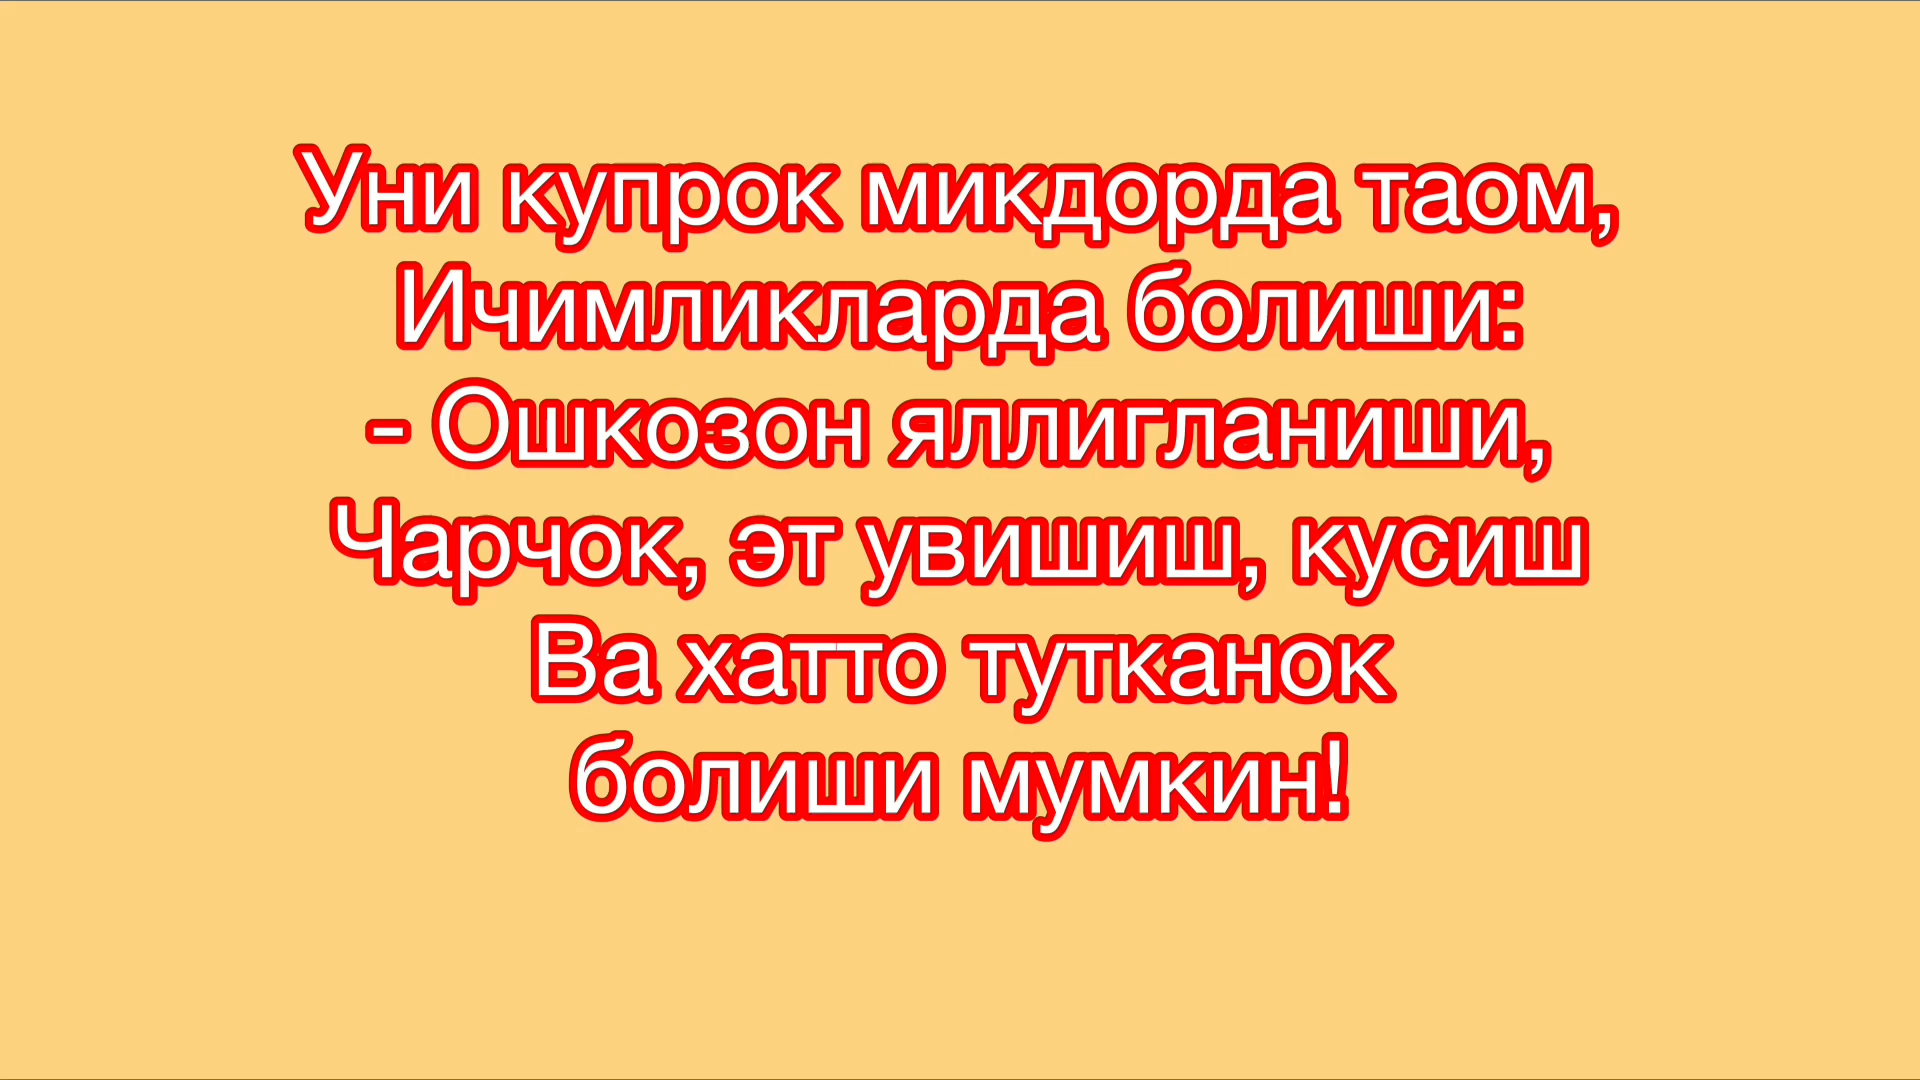 Уни купрок микдорда таом,
Ичимликларда болиши:
- Ошкозон яллигланиши,
Чарчок, эт увишиш, кусиш
Ва хатто тутканок
болиши мумкин!